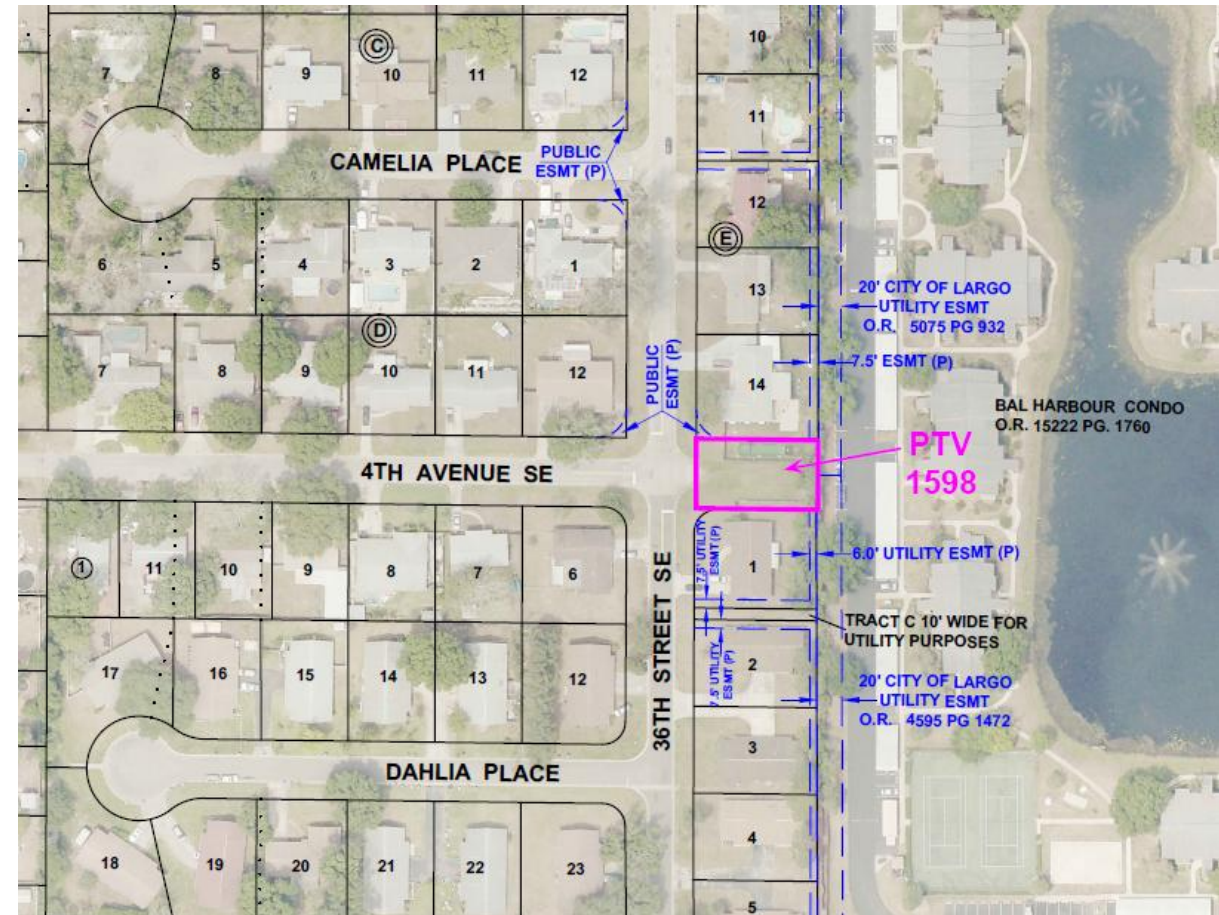 7
8
9
C
10
11
12
10
11
CAMELIA PLACE
PUBLIC
ESMT (P)
6
5
4
3
2
1
12
E
13
20' CITY OF LARGO
UTILITY ESMT
O.R. 5075 PG 932
7
8
9
D
10
11
12
PUBLIC
ESMT (P)
14
7.5' ESMT (P)
BAL HARBOUR CONDO
O.R. 15222 PG. 1760
4TH AVENUE SE
PTV
1598
1
11
10
9
8
7
6
36TH STREET SE
7.5' UTILITY
ESMT (P)
1
6.0' UTILITY ESMT (P)
TRACT C 10' WIDE FOR
UTILITY PURPOSES
17
16
15
14
13
12
7.5' UTILITY
ESMT (P)
2
20' CITY OF LARGO
UTILITY ESMT
O.R. 4595 PG 1472
3
DAHLIA PLACE
18
19
20
21
22
23
4
5